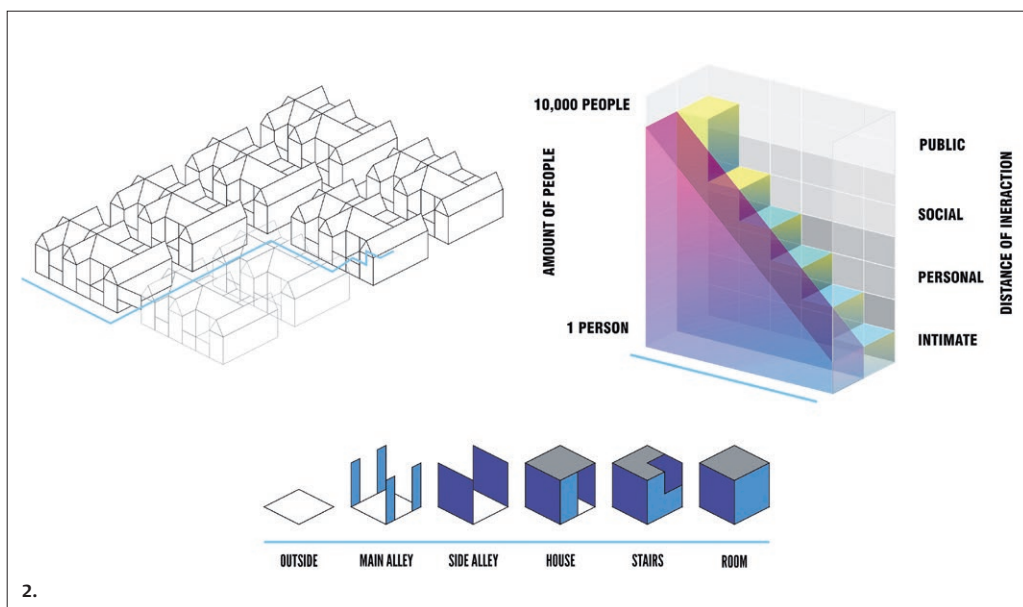 10,000 PEOPLE
AMOUNT OF PEOPLE
1 PERSON
PUBLIC
SOCIAL
PERSONAL
INTIMATE
DISTANCE OF INERACTION
OUTSIDE
MAIN ALLEY
SIDE ALLEY
HOUSE
STAIRS
ROOM
2.